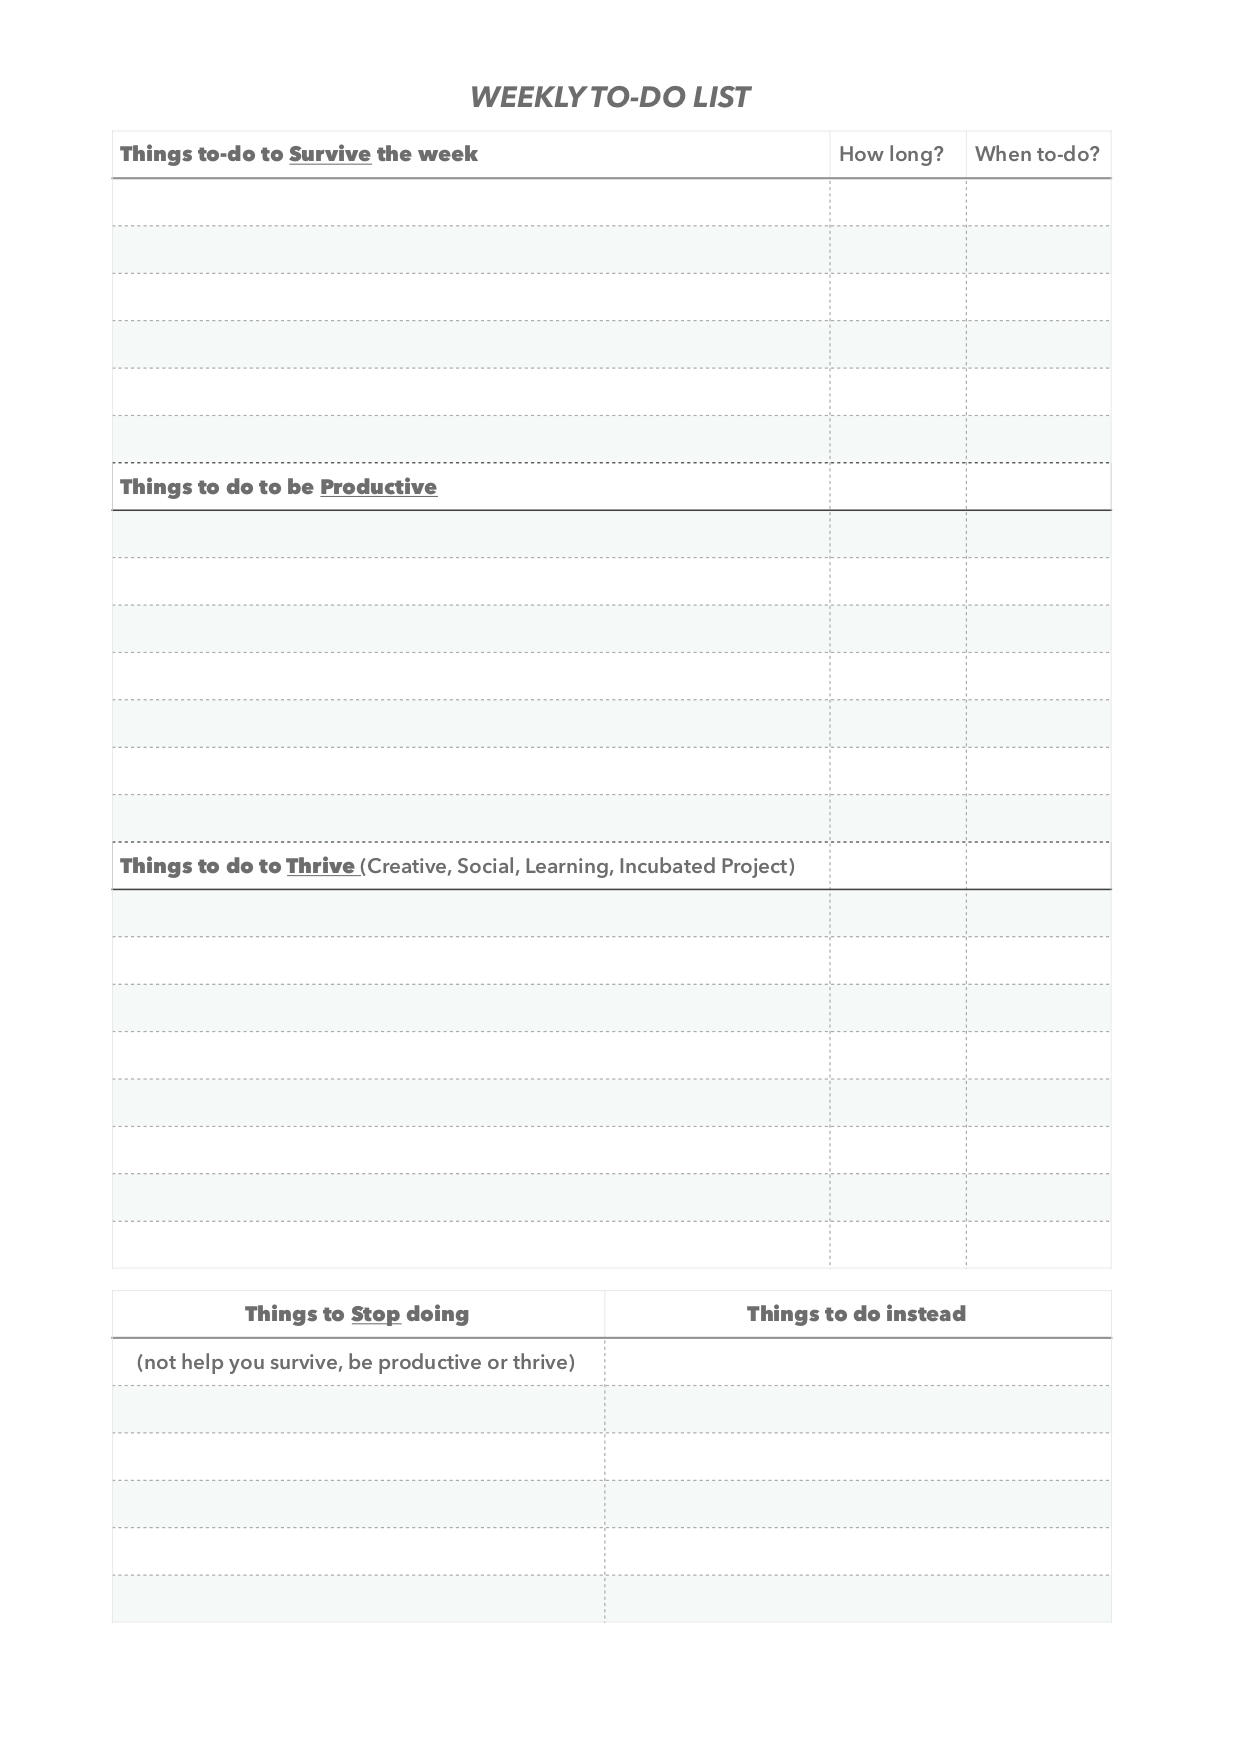 WEEKLY TO-DO LIST
Things to-do to Survive the week How long? When to-do?
Things to do to be Productive
Things to do to Thrive (Creative, Social, Learning, Incubated Project)
Things to Stop doing Things to do instead
(not help you survive, be productive or thrive)